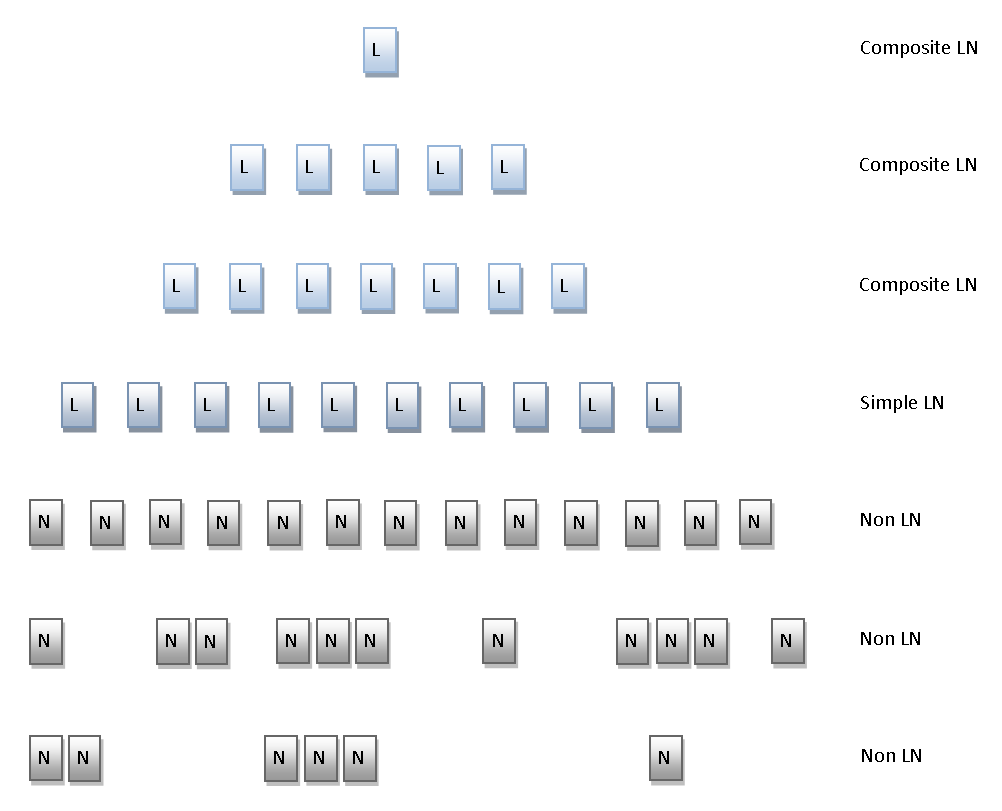 L Composite LN
L L L L L Composite LN
L L L L L L L Composite LN
L L L L L L L L L L Simple LN
N N N N N N N N N N N N N Non LN
N N N N N N N N N N N Non LN
N N N N N N Non LN